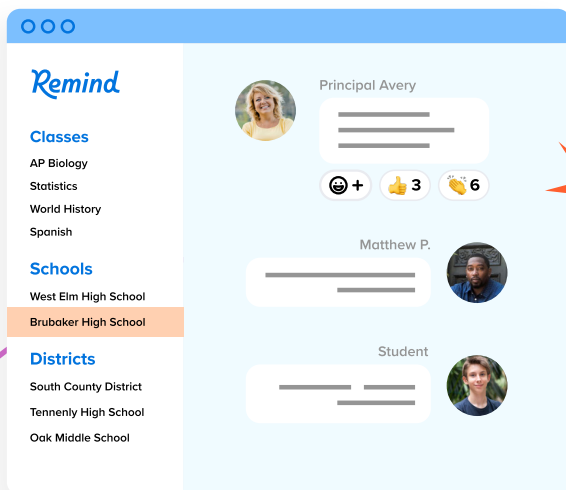 Remind
Classes
AP Biology
Statistics
World History
Spanish
Schools
West Elm High School
Brubaker High School
Districts
South County District
Tennenly High School
Oak Middle School
Principal Avery
+
3
6
Matthew P.
Student